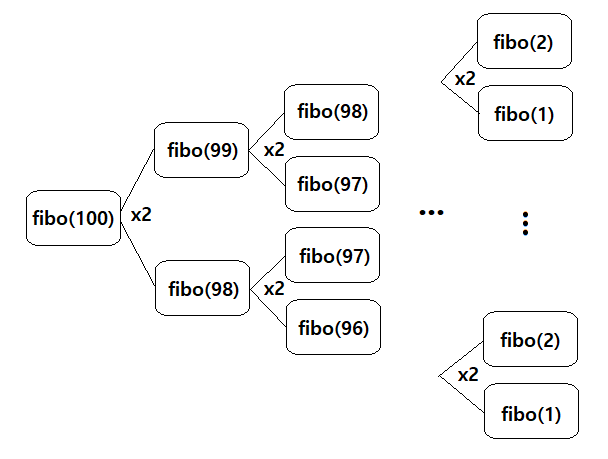 fibo(100)
x2
fibo(99)
fibo(98)
x2
x2
fibo(98)
fibo(97)
fibo(97)
fibo(96)
...
x2
fibo(2)
fibo(1)
⋮
x2
fibo(2)
fibo(1)